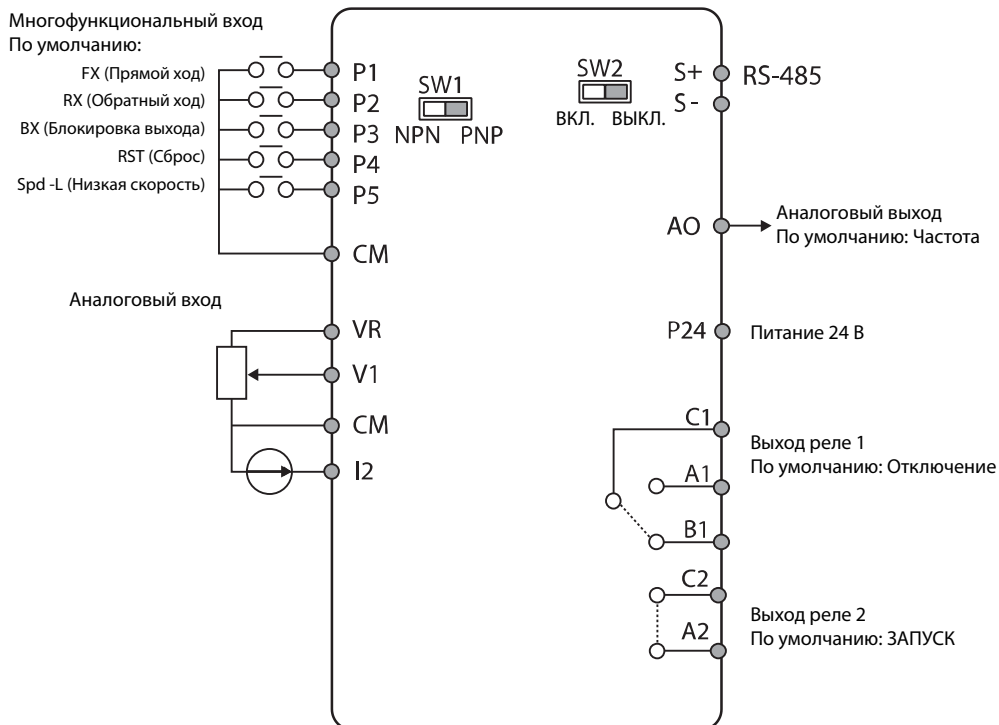 Многофункциональный вход
По умолчанию:
FX (Прямой ход)
RX (Обратный ход)
BX (Блокировка выхода)
RST (Сброс)
Spd -L (Низкая скорость)
P1
P2
P3
P4
P5
CM
SW1
NPN PNP
SW2
ВКЛ. ВЫКЛ.
S+
S-
RS-485
AO
Аналоговый выход
По умолчанию: Частота
Аналоговый вход
VR
V1
CM
I2
P24
Питание 24 В
C1
A1
B1
Выход реле 1
По умолчанию: Отключение
C2
A2
Выход реле 2
По умолчанию: ЗАПУСК